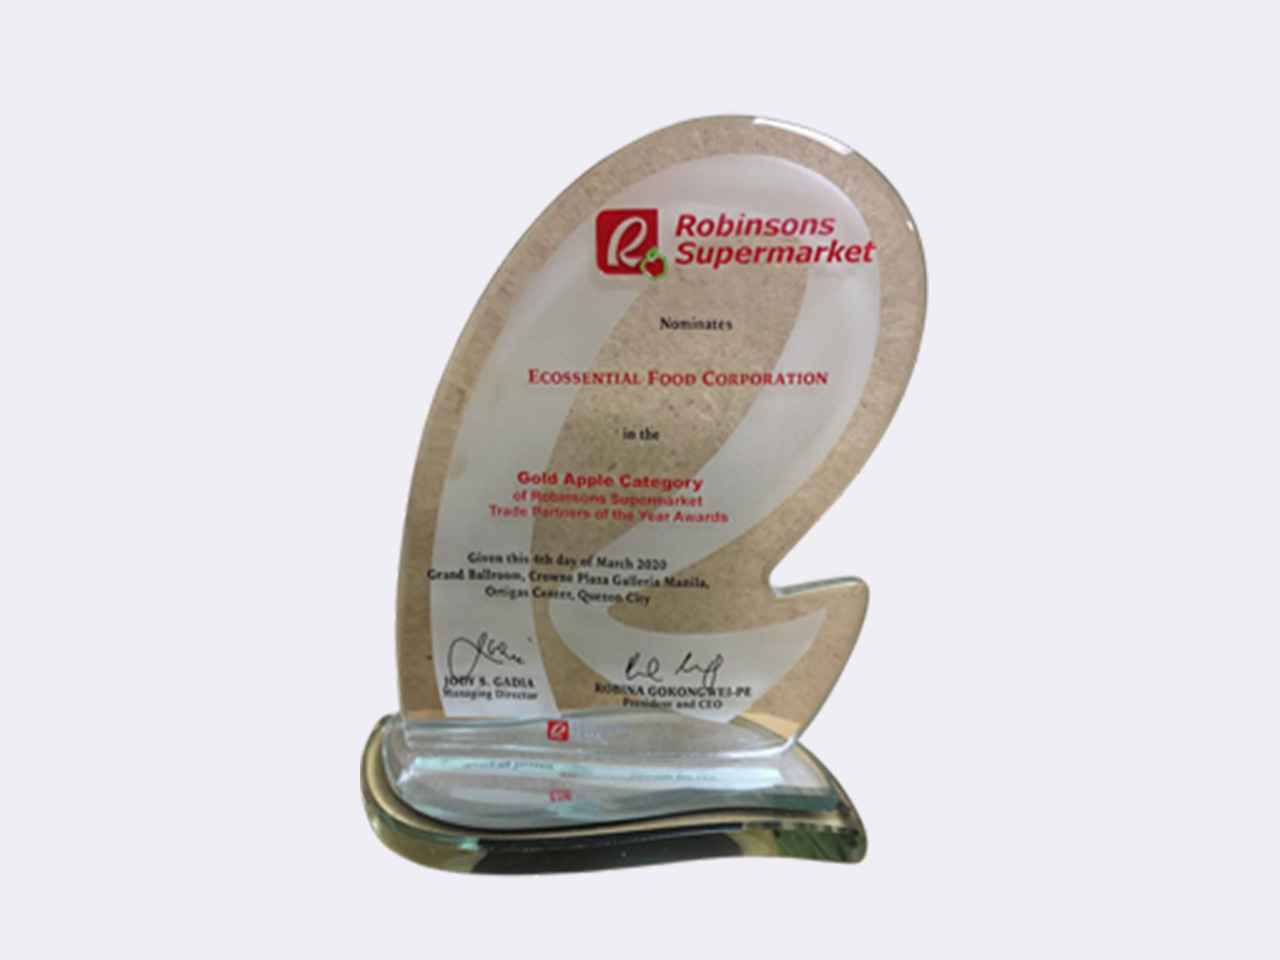 R
Robinsons
Supermarket
Nominates
ECOSSENTIAL FOOD CORPORATION
in the
Gold Apple Category
of Robinsons Supermarket
Trade Partners of the Year Awards
Given this 4th day of March 2020
Grand Ballroom, Crowne Plaza Galleria Manila,
Ortigas Center, Quezon City
JODY S. GADIA
Managing Director
ROBINA GOKONGWEI-PE
President and CEO